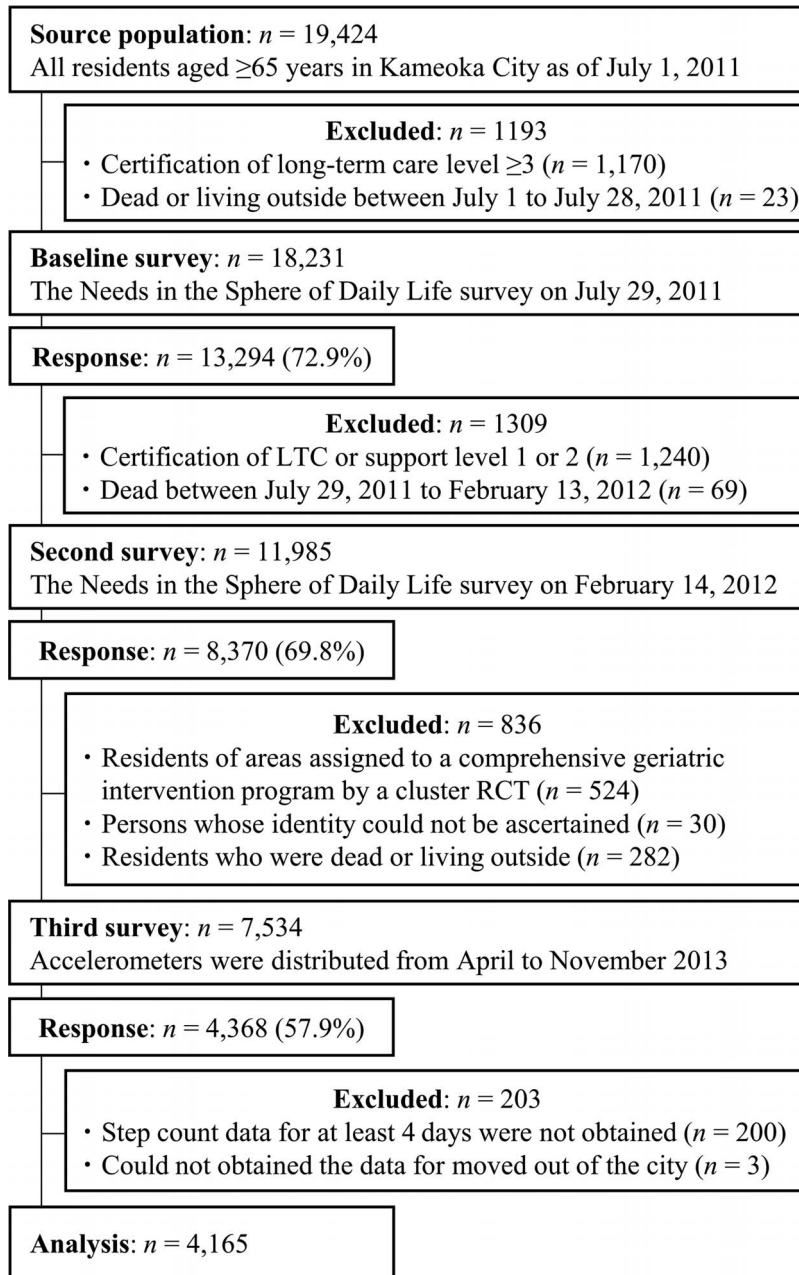 Source population: n = 19,424
All residents aged ≥65 years in Kameoka City as of July 1, 2011
Excluded: n = 1193
・Certification of long-term care level ≥3 (n = 1,170)
・Dead or living outside between July 1 to July 28, 2011 (n = 23)
Baseline survey: n = 18,231
The Needs in the Sphere of Daily Life survey on July 29, 2011
Response: n = 13,294 (72.9%)
Excluded: n = 1309
・Certification of LTC or support level 1 or 2 (n = 1,240)
・Dead between July 29, 2011 to February 13, 2012 (n = 69)
Second survey: n = 11,985
The Needs in the Sphere of Daily Life survey on February 14, 2012
Response: n = 8,370 (69.8%)
Excluded: n = 836
・Residents of areas assigned to a comprehensive geriatric
intervention program by a cluster RCT (n = 524)
・Persons whose identity could not be ascertained (n = 30)
・Residents who were dead or living outside (n = 282)
Third survey: n = 7,534
Accelerometers were distributed from April to November 2013
Response: n = 4,368 (57.9%)
Excluded: n = 203
・Step count data for at least 4 days were not obtained (n = 200)
・Could not obtained the data for moved out of the city (n = 3)
Analysis: n = 4,165